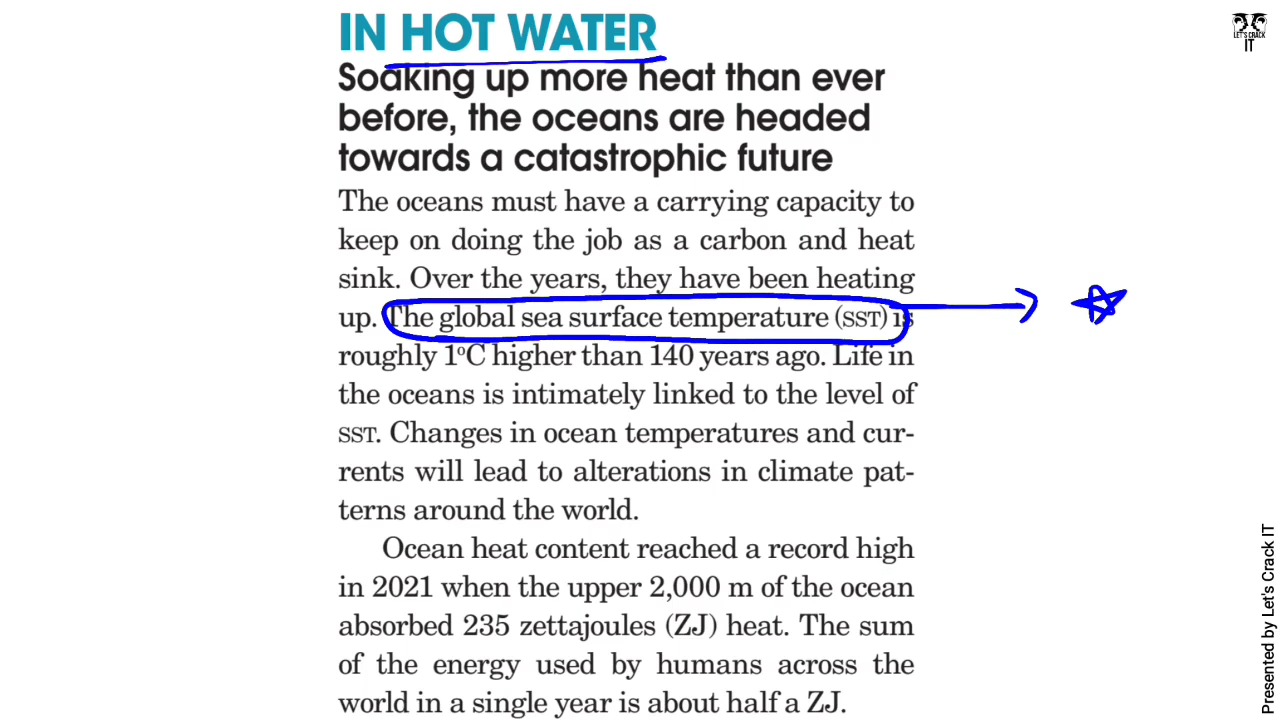 IN HOT WATER
Soaking up more heat than ever
before, the oceans are headed
towards a catastrophic future
The oceans must have a carrying capacity to
keep on doing the job as a carbon and heat
sink. Over the years, they have been heating
up. The global sea surface temperature (SST) is
roughly 1°C higher than 140 years ago. Life in
the oceans is intimately linked to the level of
SST. Changes in ocean temperatures and cur-
rents will lead to alterations in climate pat-
terns around the world.
Ocean heat content reached a record high
in 2021 when the upper 2,000 m of the ocean
absorbed 235 zettajoules (ZJ) heat. The sum
of the energy used by humans across the
world in a single year is about half a ZJ.
LET'S CRACK
IT
Presented by Let's Crack IT